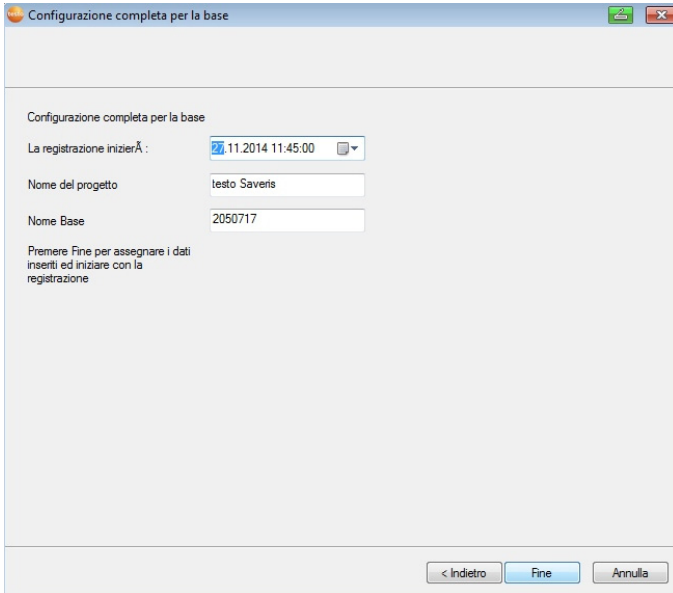 Configurazione completa per la base
Configurazione completa per la base
La registrazione inizierÃ :
27.11.2014 11:45:00
Nome del progetto
testo Saveris
Nome Base
2050717
Premere Fine per assegnare i dati
inseriti ed iniziare con la
registrazione
< Indietro
Fine
Annulla